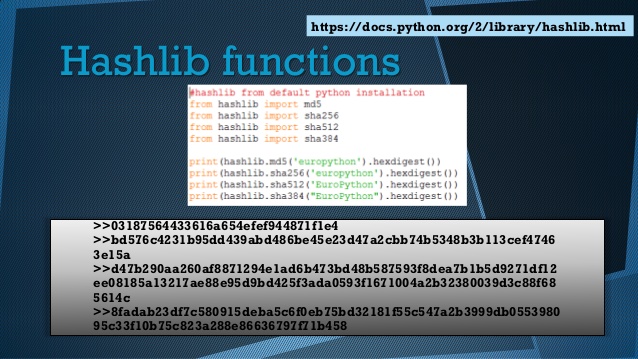 https://docs.python.org/2/library/hashlib.html
Hashlib functions
#hashlib from default python installation
from hashlib import md5
from hashlib import sha256
from hashlib import sha512
from hashlib import sha384
print(hashlib.md5('europython').hexdigest())
print(hashlib.sha256('europython').hexdigest())
print(hashlib.sha512('EuroPython').hexdigest())
print(hashlib.sha384("EuroPython").hexdigest())
>>03187564433616a654efef944871f1e4
>>bd576c4231b95dd439abd486be45e23d47a2cbb74b5348b3b113cef4746
3e15a
>>d47b290aa260af8871294e1ad6b473bd48b587593f8dea7b1b5d9271df12
ee08185a13217ae88e95d9bd425f3ada0593f1671004a2b32380039d3c88f68
5614c
>>8fadab23df7c580915deba5c6f0eb75bd32181f55c547a2b3999db0553980
95c33f10b75c823a288e86636797f71b458